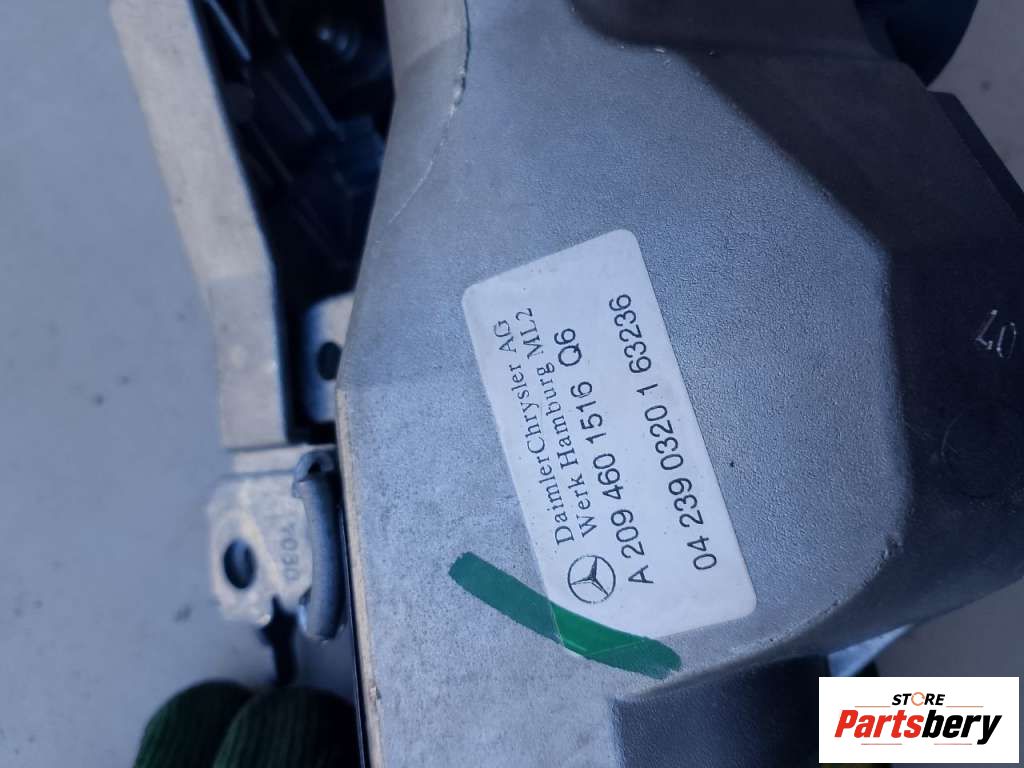 DaimlerChrysler AG
Werk Hamburg ML2
A 209 460 1516 Q6
04 239 0320 1 63236
STORE
Partsbery